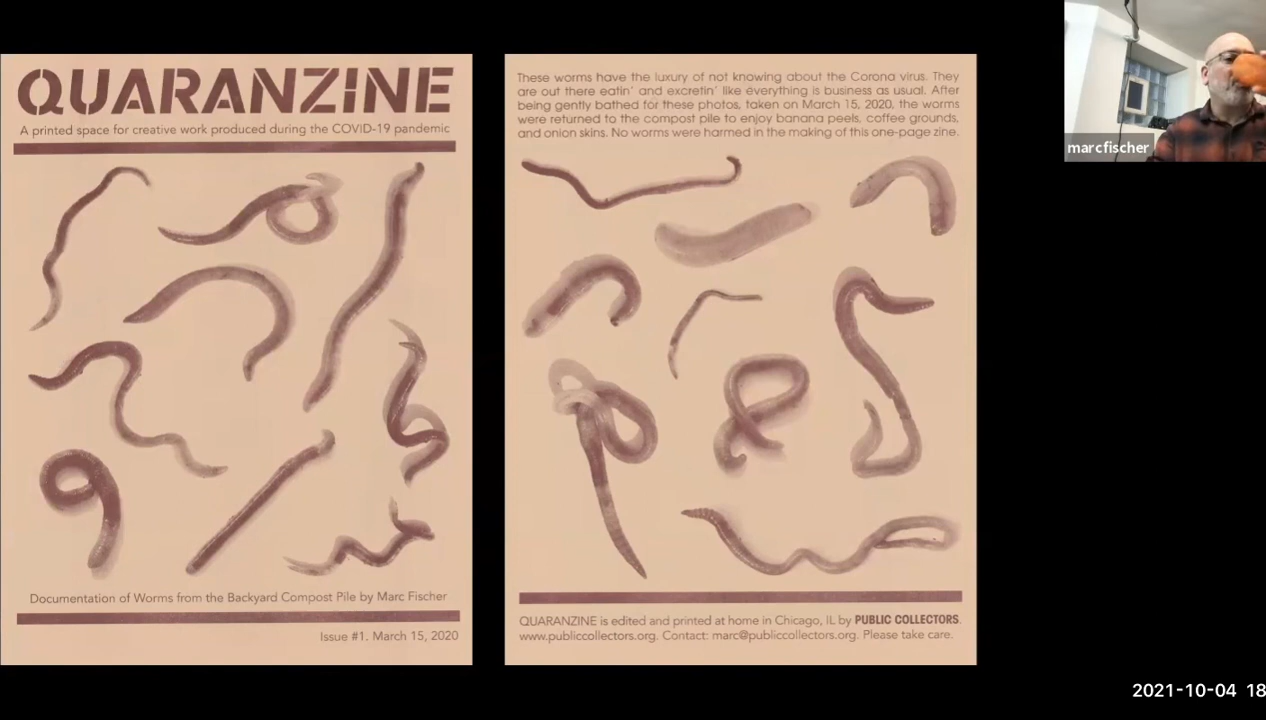 QUARANZINE
A printed space for creative work produced during the COVID-19 pandemic
Documentation of Worms from the Backyard Compost Pile by Marc Fischer
Issue #1. March 15, 2020
These worms have the luxury of not knowing about the Corona virus. They
are out there eatin' and excretin' like everything is business as usual. After
being gently bathed for these photos, taken on March 15, 2020, the worms
were returned to the compost pile to enjoy banana peels, coffee grounds,
and onion skins. No worms were harmed in the making of this one-page zine.
QUARANZINE is edited and printed at home in Chicago, IL by PUBLIC COLLECTORS.
www.publiccollectors.org. Contact: marc@publiccollectors.org. Please take care.
marcfischer
2021-10-04 18